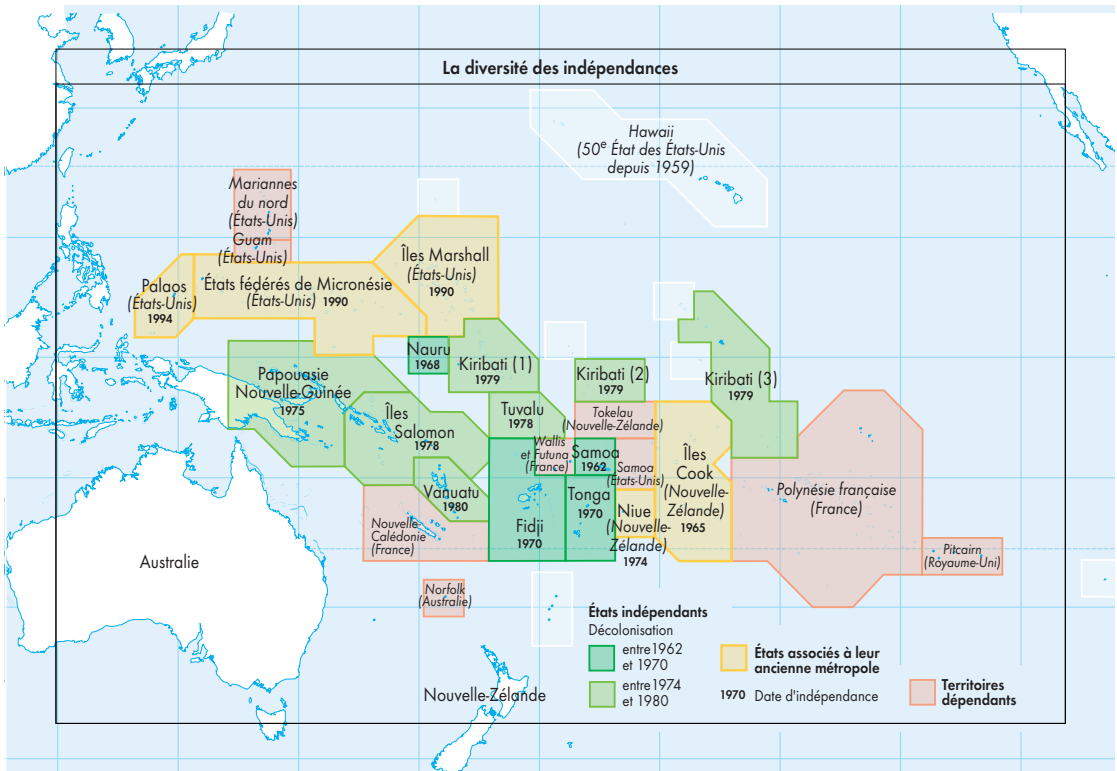 La diversité des indépendances
Hawaii
(50e État des États-Unis
depuis 1959)
Mariannes
du nord
(États-Unis)
Guam
(États-Unis)
Îles Marshall
(États-Unis)
1990
Palaos
(États-Unis)
1994
États fédérés de Micronésie
(États-Unis) 1990
Nauru
1968
Kiribati (1)
1979
Kiribati (2)
1979
Kiribati (3)
1979
Papouasie
Nouvelle-Guinée
1975
Îles
Salomon
1978
Tuvalu
1978
Tokelau
(Nouvelle-Zélande)
Wallis
et Futuna
(France)
Samoa
1962
Samoa
(États-Unis)
Îles
Cook
(Nouvelle-
Zélande)
1965
Vanuatu
1980
Fidji
1970
Tonga
1970
Niue
(Nouvelle-
Zélande)
1974
Polynésie française
(France)
Nouvelle-
Calédonie
(France)
Pitcairn
(Royaume-Uni)
Australie
Norfolk
(Australie)
Nouvelle-Zélande
États indépendants
Décolonisation
entre 1962
et 1970
entre 1974
et 1980
États associés à leur
ancienne métropole
1970 Date d'indépendance
Territoires
dépendants